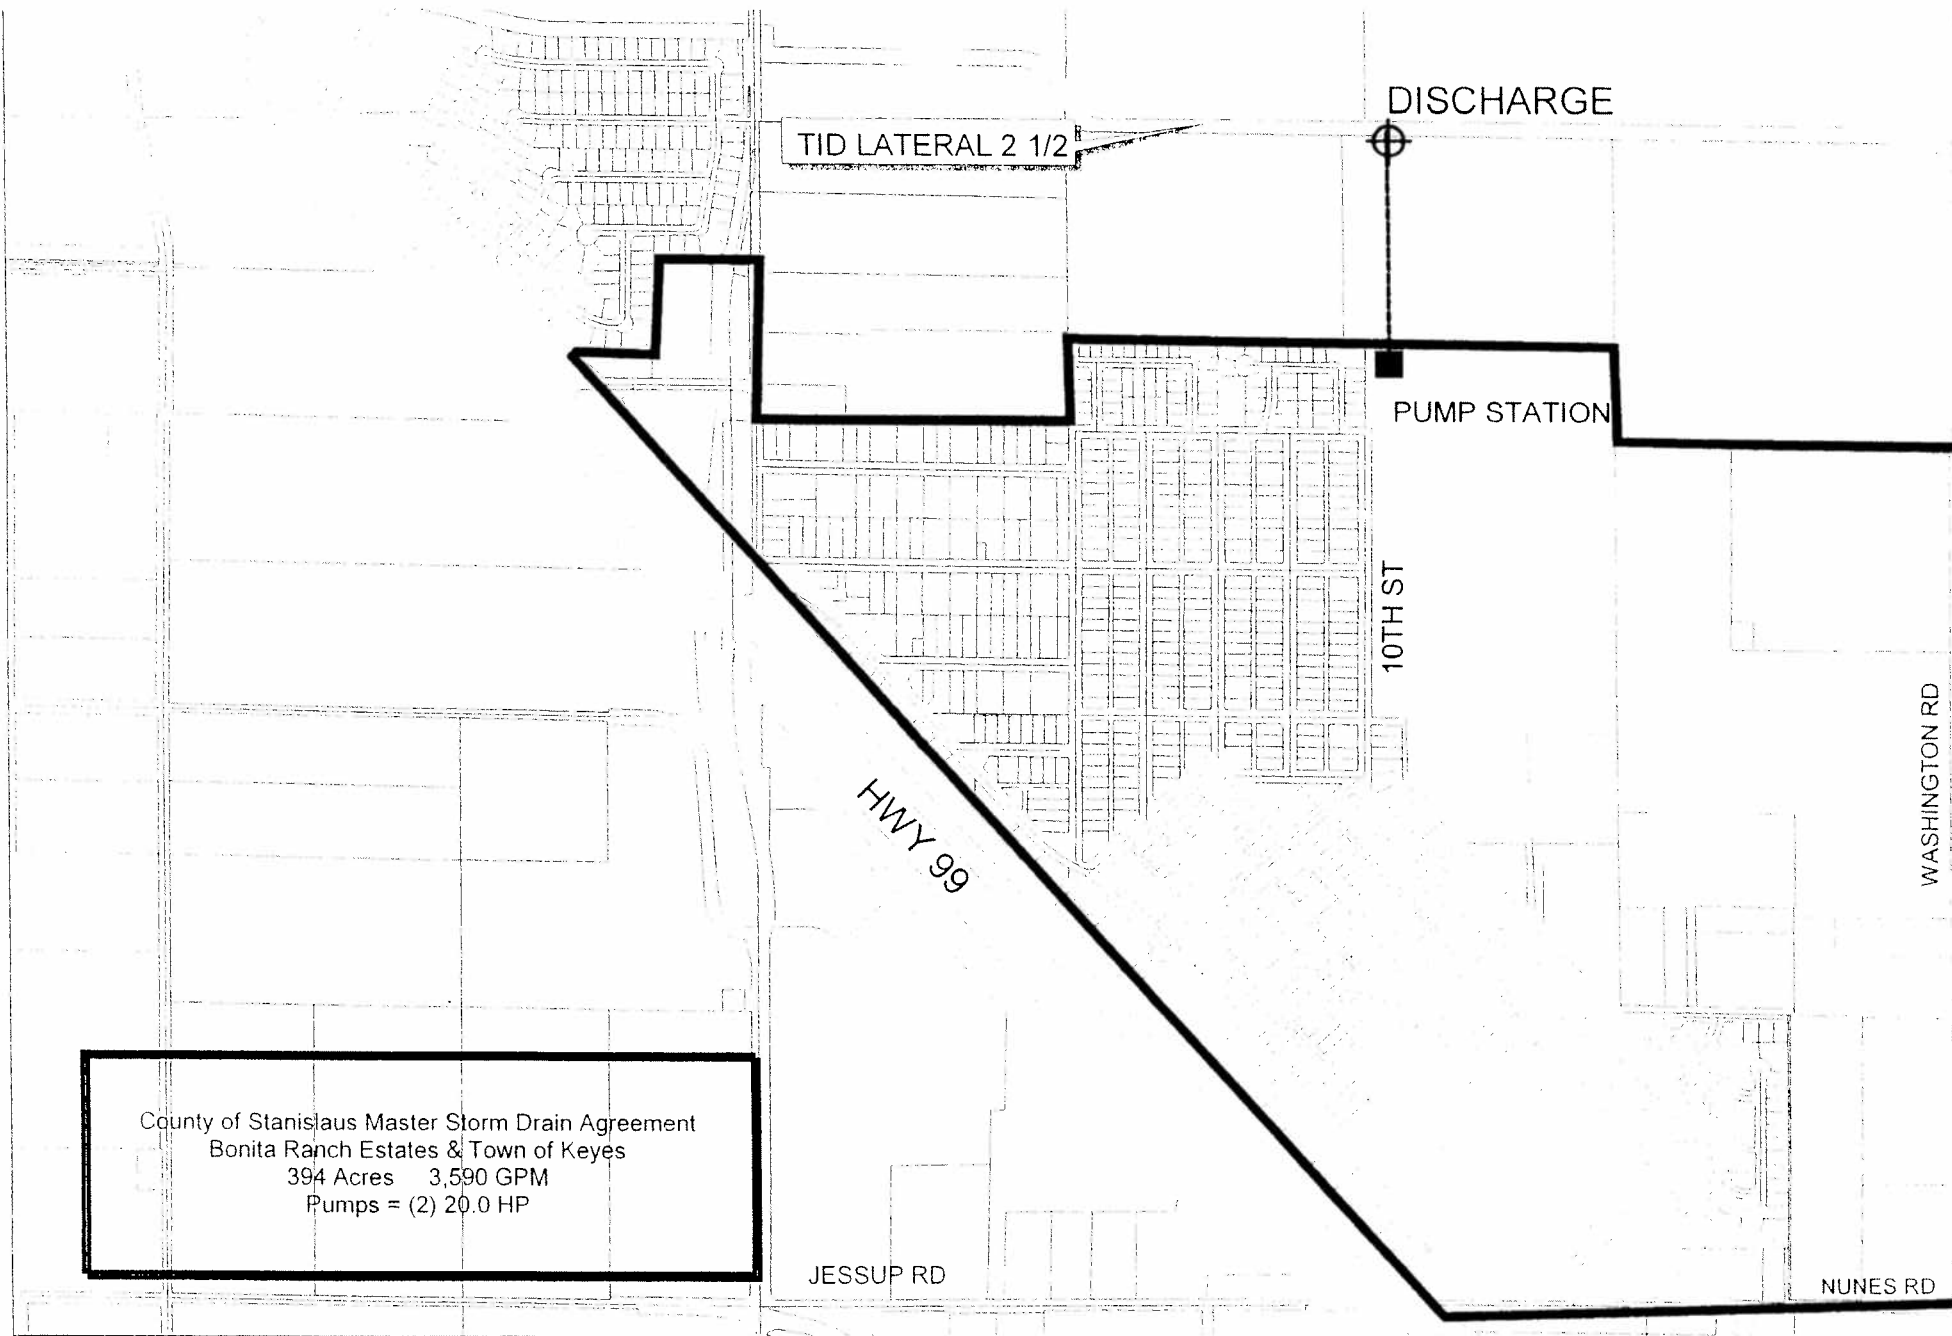 DISCHARGE
TID LATERAL 2 1/2
PUMP STATION
10TH ST
WASHINGTON RD
HWY 99
County of Stanislaus Master Storm Drain Agreement
Bonita Ranch Estates & Town of Keyes
394 Acres 3,590 GPM
Pumps = (2) 20.0 HP
JESSUP RD
NUNES RD